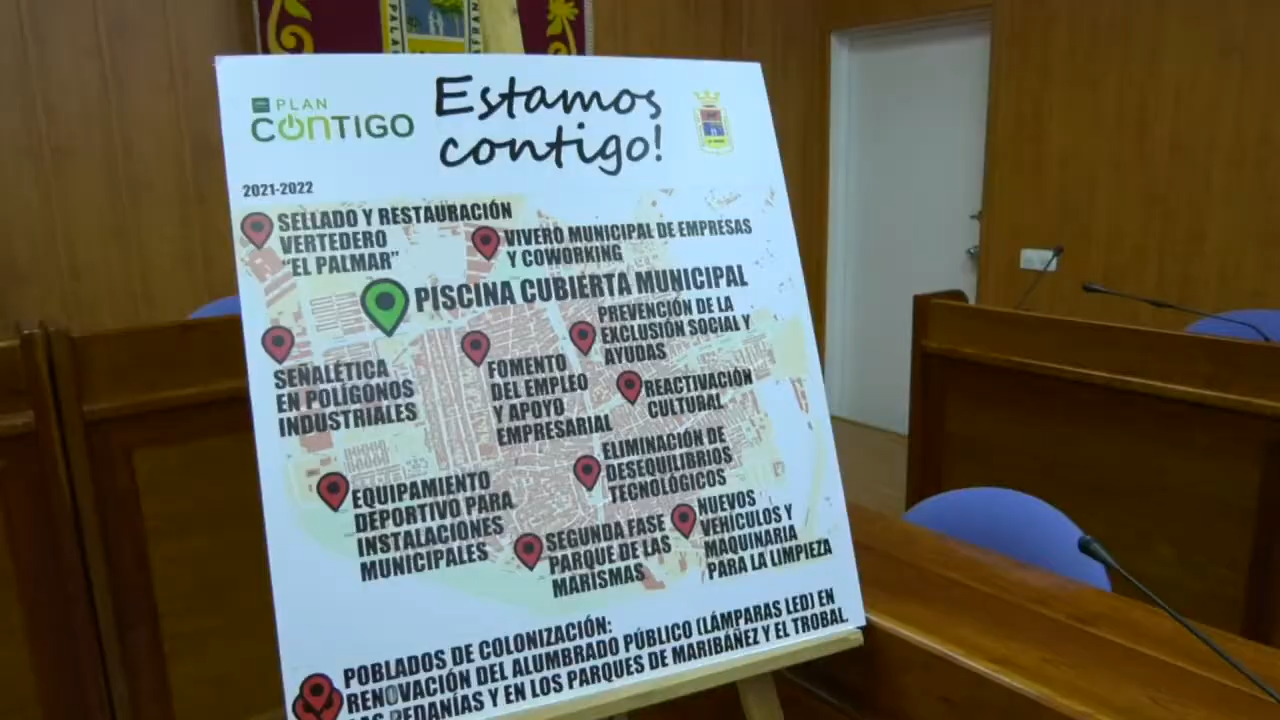 PLAN
CONTIGO
Estamos
contigo!
2021-2022
SELLADO Y RESTAURACIÓN
VERTEDERO
"EL PALMAR"
VIVERO MUNICIPAL DE EMPRESAS
Y COWORKING
PISCINA CUBIERTA MUNICIPAL
PREVENCIÓN DE LA
EXCLUSIÓN SOCIAL Y
AYUDAS
SEÑALÉTICA
EN POLÍGONOS
INDUSTRIALES
FOMENTO
DEL EMPLEO
Y APOYO
EMPRESARIAL
REACTIVACIÓN
CULTURAL
ELIMINACIÓN DE
DESEQUILIBRIOS
TECNOLÓGICOS
EQUIPAMIENTO
DEPORTIVO PARA
INSTALACIONES
MUNICIPALES
SEGUNDA FASE
PARQUE DE LAS
MARISMAS
NUEVOS
VEHÍCULOS Y
MAQUINARIA
PARA LA LIMPIEZA
POBLADOS DE COLONIZACIÓN:
RENOVACIÓN DEL ALUMBRADO PÚBLICO (LÁMPARAS LED) EN
LAS PEDANÍAS Y EN LOS PARQUES DE MARIBÁÑEZ Y EL TROBAL